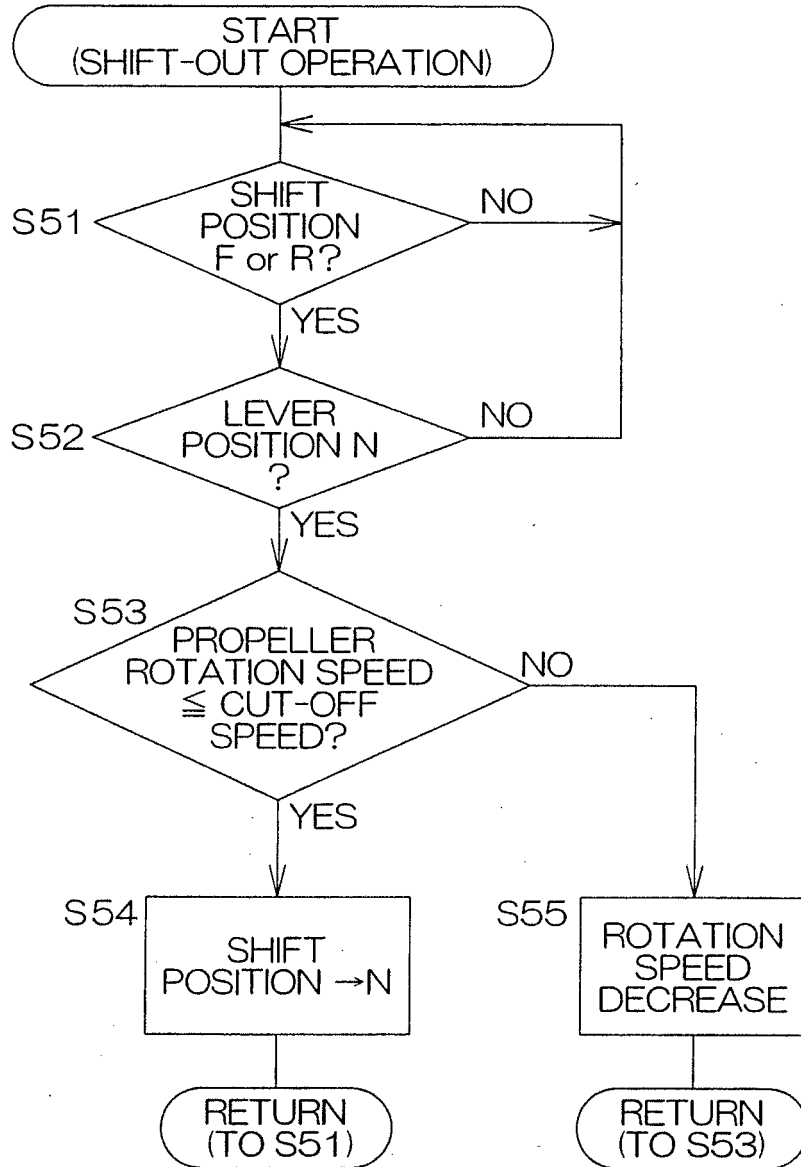 START
(SHIFT-OUT OPERATION)
S51
SHIFT
POSITION
F or R?
NO
YES
S52
LEVER
POSITION N
?
NO
YES
S53
PROPELLER
ROTATION SPEED
≦ CUT-OFF
SPEED?
NO
YES
S54
SHIFT
POSITION →N
S55
ROTATION
SPEED
DECREASE
RETURN
(TO S51)
RETURN
(TO S53)